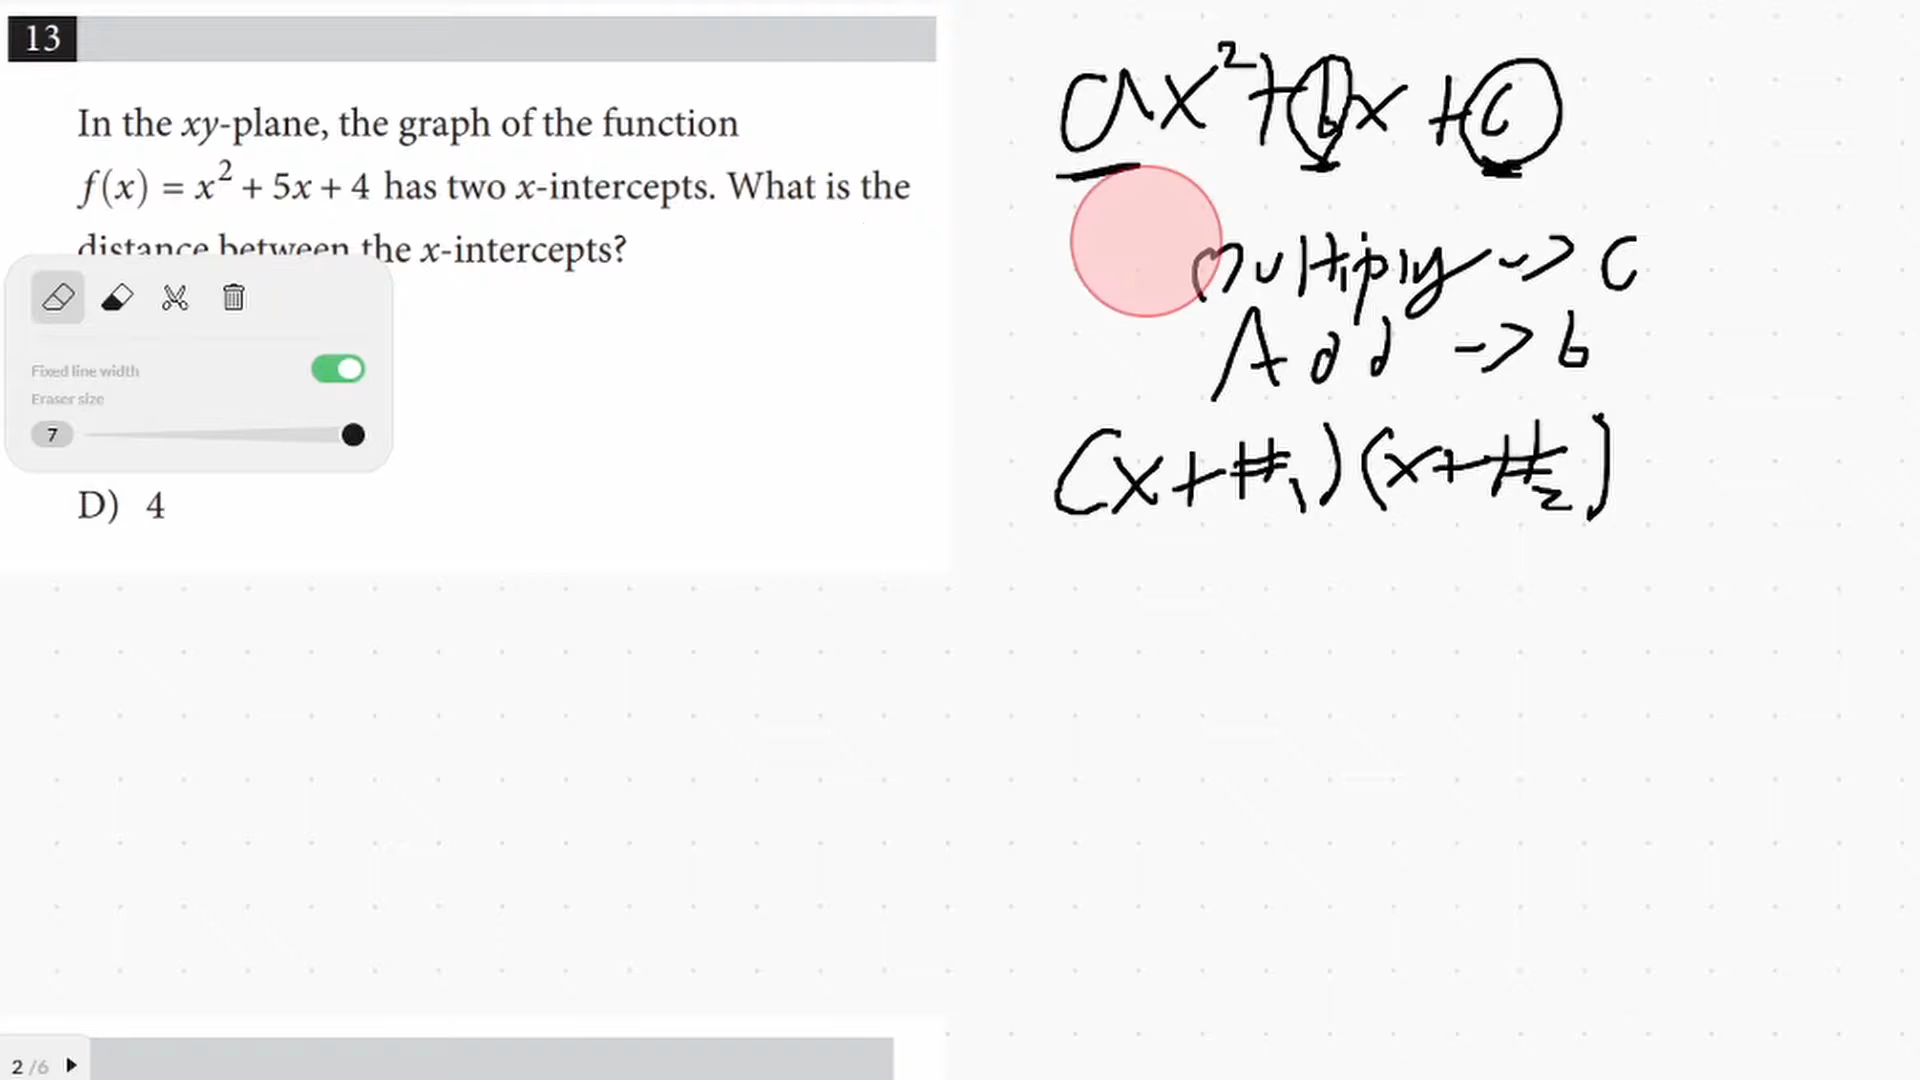 13
In the xy-plane, the graph of the function
f(x) = x² + 5x + 4 has two x-intercepts. What is the
distance between the x-intercepts?
Fixed line width
Eraser size
7
D) 4
ax² + bx + c
multiply -> c
Add -> b
(x+#₁)(x+#₂)
2 /6